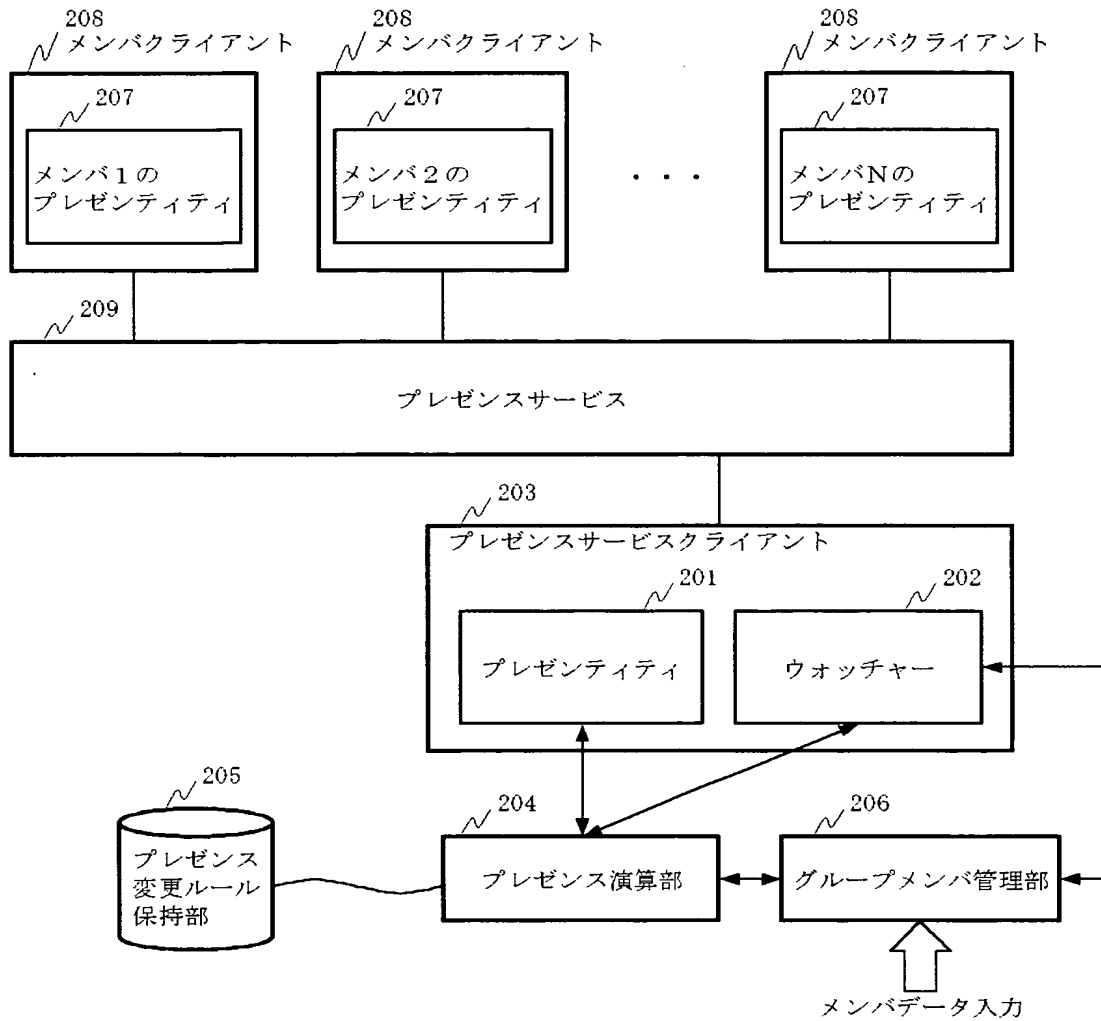 208
メンバクライアント
208
メンバクライアント
208
メンバクライアント
207
メンバ1の
プレゼンティティ
207
メンバ2の
プレゼンティティ
・・・
207
メンバNの
プレゼンティティ
209
プレゼンスサービス
203
プレゼンスサービスクライアント
201
プレゼンティティ
202
ウォッチャー
205
プレゼンス
変更ルール
保持部
204
プレゼンス演算部
206
グループメンバ管理部
メンバデータ入力